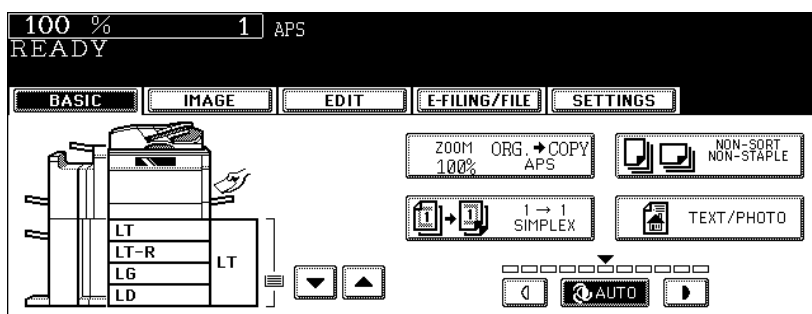 100 % 1 APS
READY
BASIC IMAGE EDIT E-FILING/FILE SETTINGS
ZOOM ORG.➜COPY
100% APS
NON-SORT
NON-STAPLE
1 → 1
SIMPLEX
TEXT/PHOTO
LT
LT-R
LG
LD
LT
AUTO